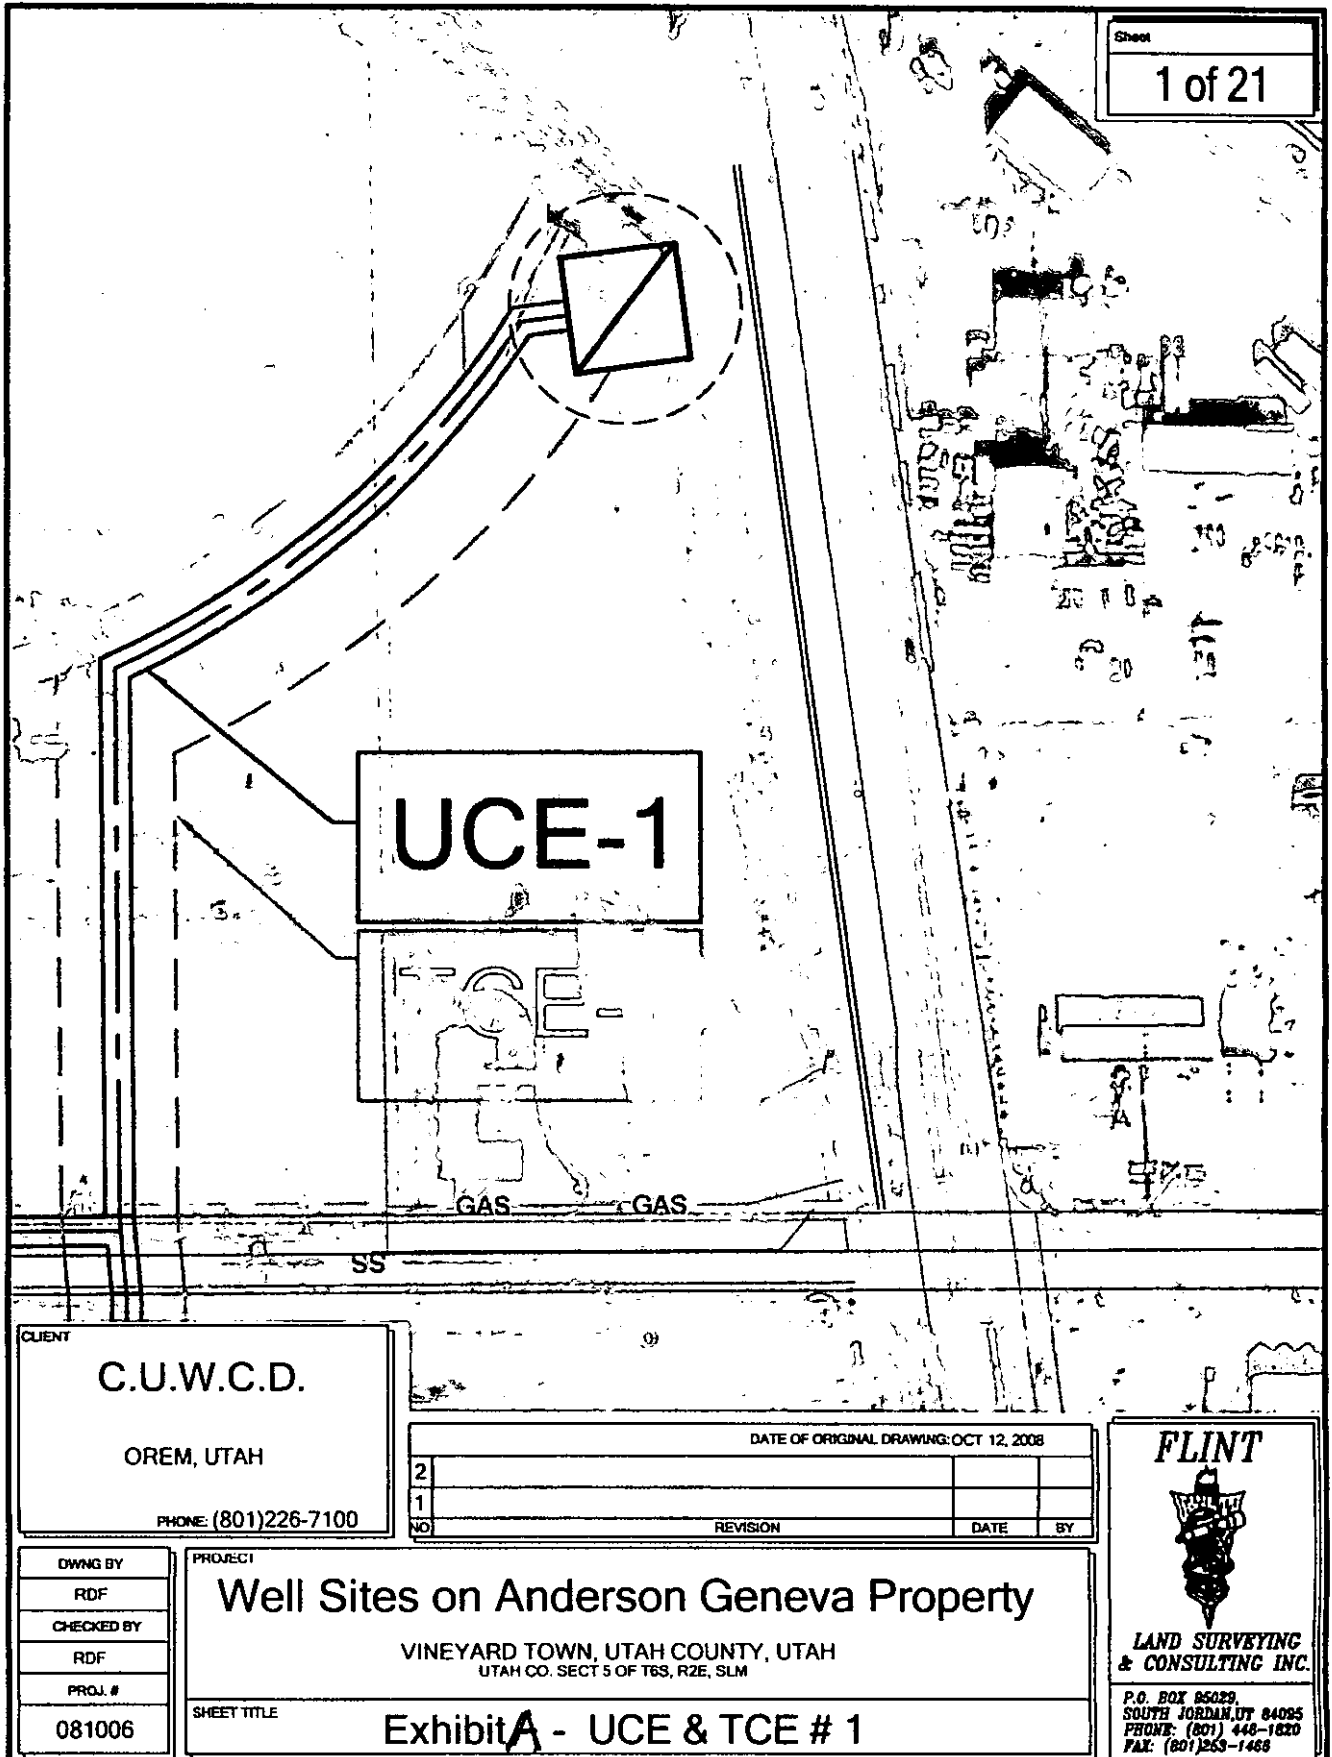 Sheet
1 of 21
UCE-1
TCE-
GAS GAS
SS
CLIENT
C.U.W.C.D.
OREM, UTAH
PHONE: (801)226-7100
DATE OF ORIGINAL DRAWING: OCT 12, 2008
2
1
NO REVISION DATE BY
FLINT
LAND SURVEYING
& CONSULTING INC.
P.O. BOX 95029,
SOUTH JORDAN, UT 84095
PHONE: (801) 446-1820
FAX: (801)253-1466
DWNG BY
RDF
CHECKED BY
RDF
PROJ. #
081006
PROJECT
Well Sites on Anderson Geneva Property
VINEYARD TOWN, UTAH COUNTY, UTAH
UTAH CO. SECT 5 OF T6S, R2E, SLM
SHEET TITLE
Exhibit A - UCE & TCE # 1